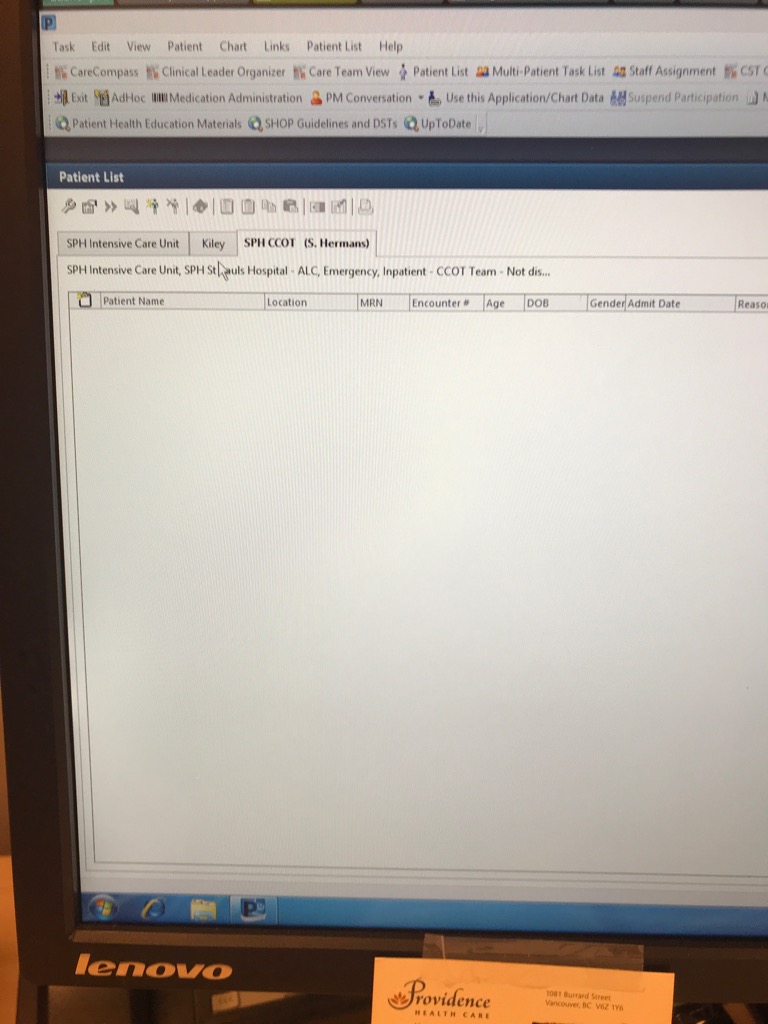 Task Edit View Patient Chart Links Patient List Help
CareCompass Clinical Leader Organizer Care Team View Patient List Multi-Patient Task List Staff Assignment CST
Exit AdHoc Medication Administration PM Conversation Use this Application/Chart Data Suspend Participation
Patient Health Education Materials SHOP Guidelines and DSTs UpToDate
Patient List
SPH Intensive Care Unit Kiley SPH CCOT (S. Hermans)
SPH Intensive Care Unit, SPH St auls Hospital - ALC, Emergency, Inpatient - CCOT Team - Not dis...
Patient Name Location MRN Encounter # Age DOB Gender Admit Date Reaso
lenovo
Providence
HEALTH CARE
1081 Burrard Street
Vancouver, BC V6Z 1Y6